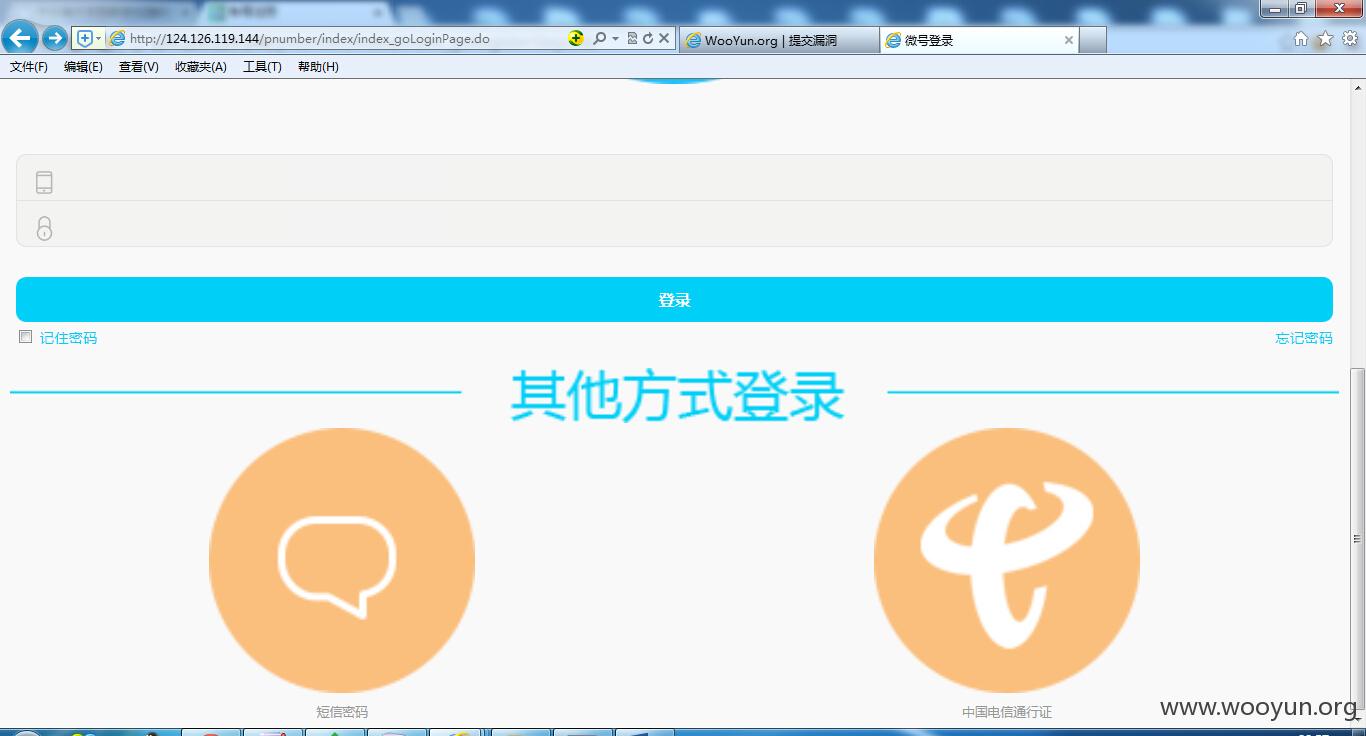 http://124.126.119.144/pnumber/index/index_goLoginPage.do
WooYun.org | 提交漏洞
微号登录
文件(F) 编辑(E) 查看(V) 收藏夹(A) 工具(T) 帮助(H)
登录
记住密码 忘记密码
其他方式登录
短信密码 中国电信通行证
www.wooyun.org